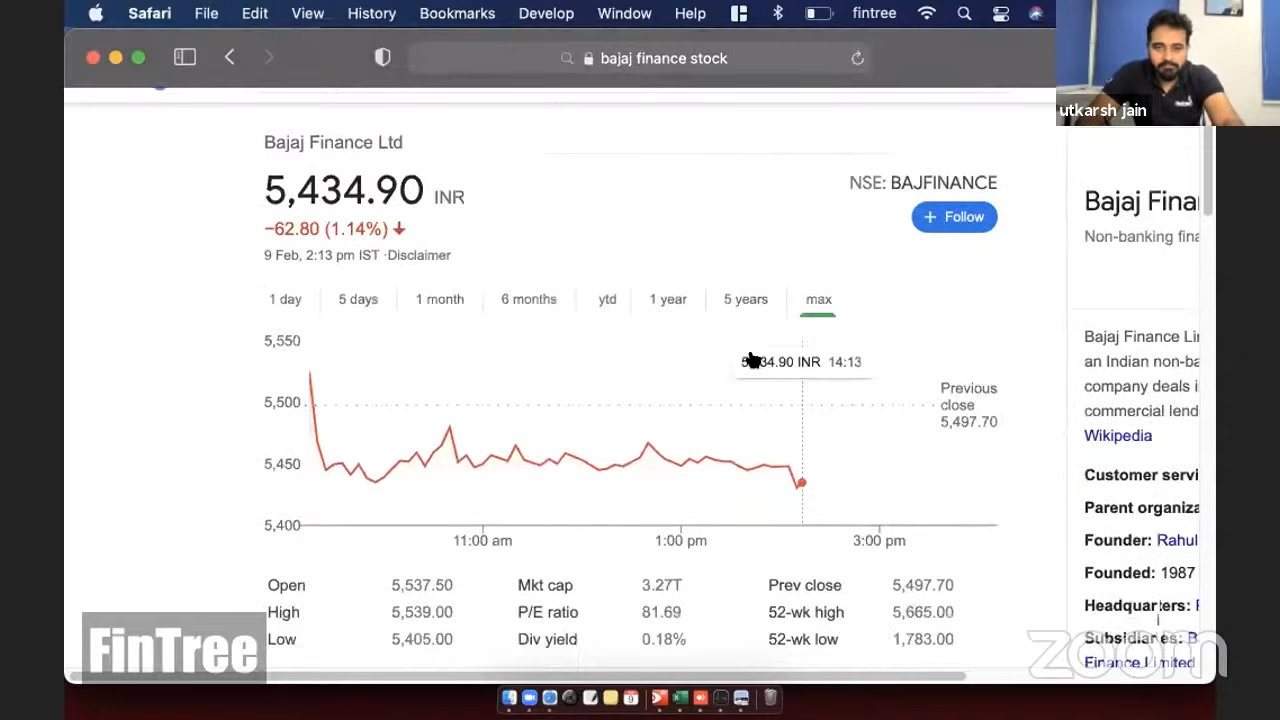 Safari File Edit View History Bookmarks Develop Window Help fintree
bajaj finance stock
utkarsh jain
Bajaj Finance Ltd
5,434.90 INR
−62.80 (1.14%)
9 Feb, 2:13 pm IST ·Disclaimer
NSE: BAJFINANCE
+ Follow
1 day 5 days 1 month 6 months ytd 1 year 5 years max
5,550
5,500
5,450
5,400
34.90 INR 14:13
Previous
close
5,497.70
11:00 am 1:00 pm 3:00 pm
Open 5,537.50 Mkt cap 3.27T Prev close 5,497.70
High 5,539.00 P/E ratio 81.69 52-wk high 5,665.00
Low 5,405.00 Div yield 0.18% 52-wk low 1,783.00
Bajaj Fina
Non-banking fina
Bajaj Finance Li
an Indian non-ba
company deals i
commercial lend
Wikipedia
Customer servi
Parent organiza
Founder: Rahul
Founded: 1987
Headquarters:
Subsidiaries: B
Finance Limited
FinTree
zoom